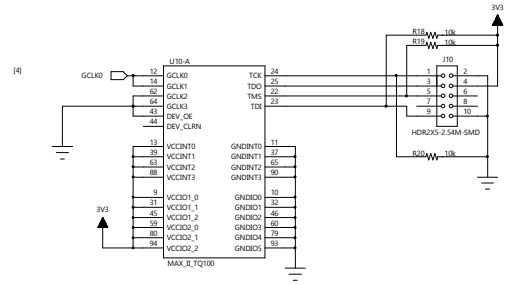 3V3
R18 10k
R19 10k
[4]
U10-A
J10
GCLK0 12 GCLK0 TCK 24 1 2
14 GCLK1 TDO 25 3 4
62 GCLK2 TMS 22 5 6
64 GCLK3 TDI 23 7 8
43 DEV_OE 9 10
44 DEV_CLRN
HDR2X5-2.54M-SMD
13 VCCINT0 GNDINT0 11
39 VCCINT1 GNDINT1 37
63 VCCINT2 GNDINT2 65
88 VCCINT3 GNDINT3 90
R20 10k
9 VCCIO1_0 GNDIO0 10
31 VCCIO1_1 GNDIO1 32
3V3
45 VCCIO1_2 GNDIO2 46
59 VCCIO2_0 GNDIO3 60
80 VCCIO2_1 GNDIO4 79
94 VCCIO2_2 GNDIO5 93
MAX_II_TQ100